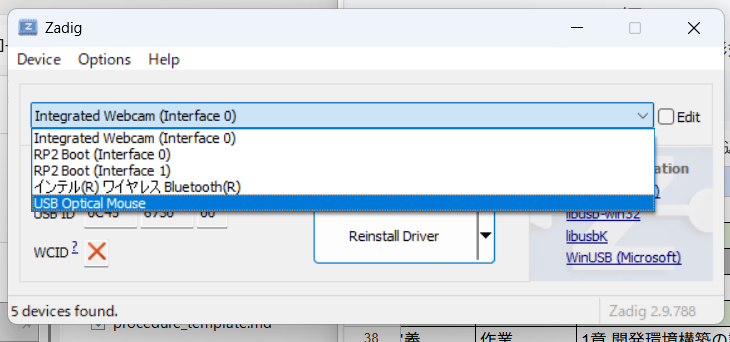 Zadig
Device Options Help
Integrated Webcam (Interface 0)
Edit
Integrated Webcam (Interface 0)
RP2 Boot (Interface 0)
RP2 Boot (Interface 1)
インテル(R) ワイヤレス Bluetooth(R)
USB Optical Mouse
ation
USB ID 0C45 6730 00
libusb-win32
WCID ?
Reinstall Driver
libusbK
WinUSB (Microsoft)
5 devices found.
Zadig 2.9.788
procedure_template.md
38 定義 作業 1章 開発環境構築の